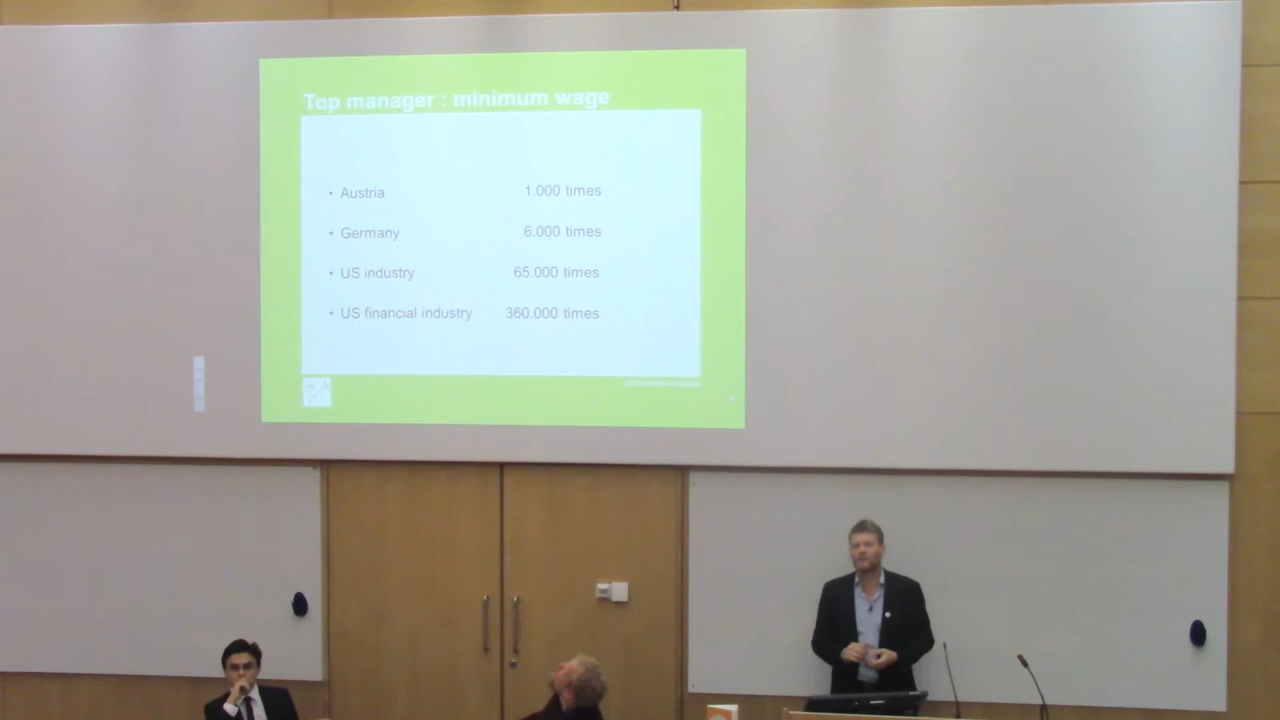 Top manager : minimum wage
• Austria 1.000 times
• Germany 6.000 times
• US industry 65.000 times
• US financial industry 360.000 times